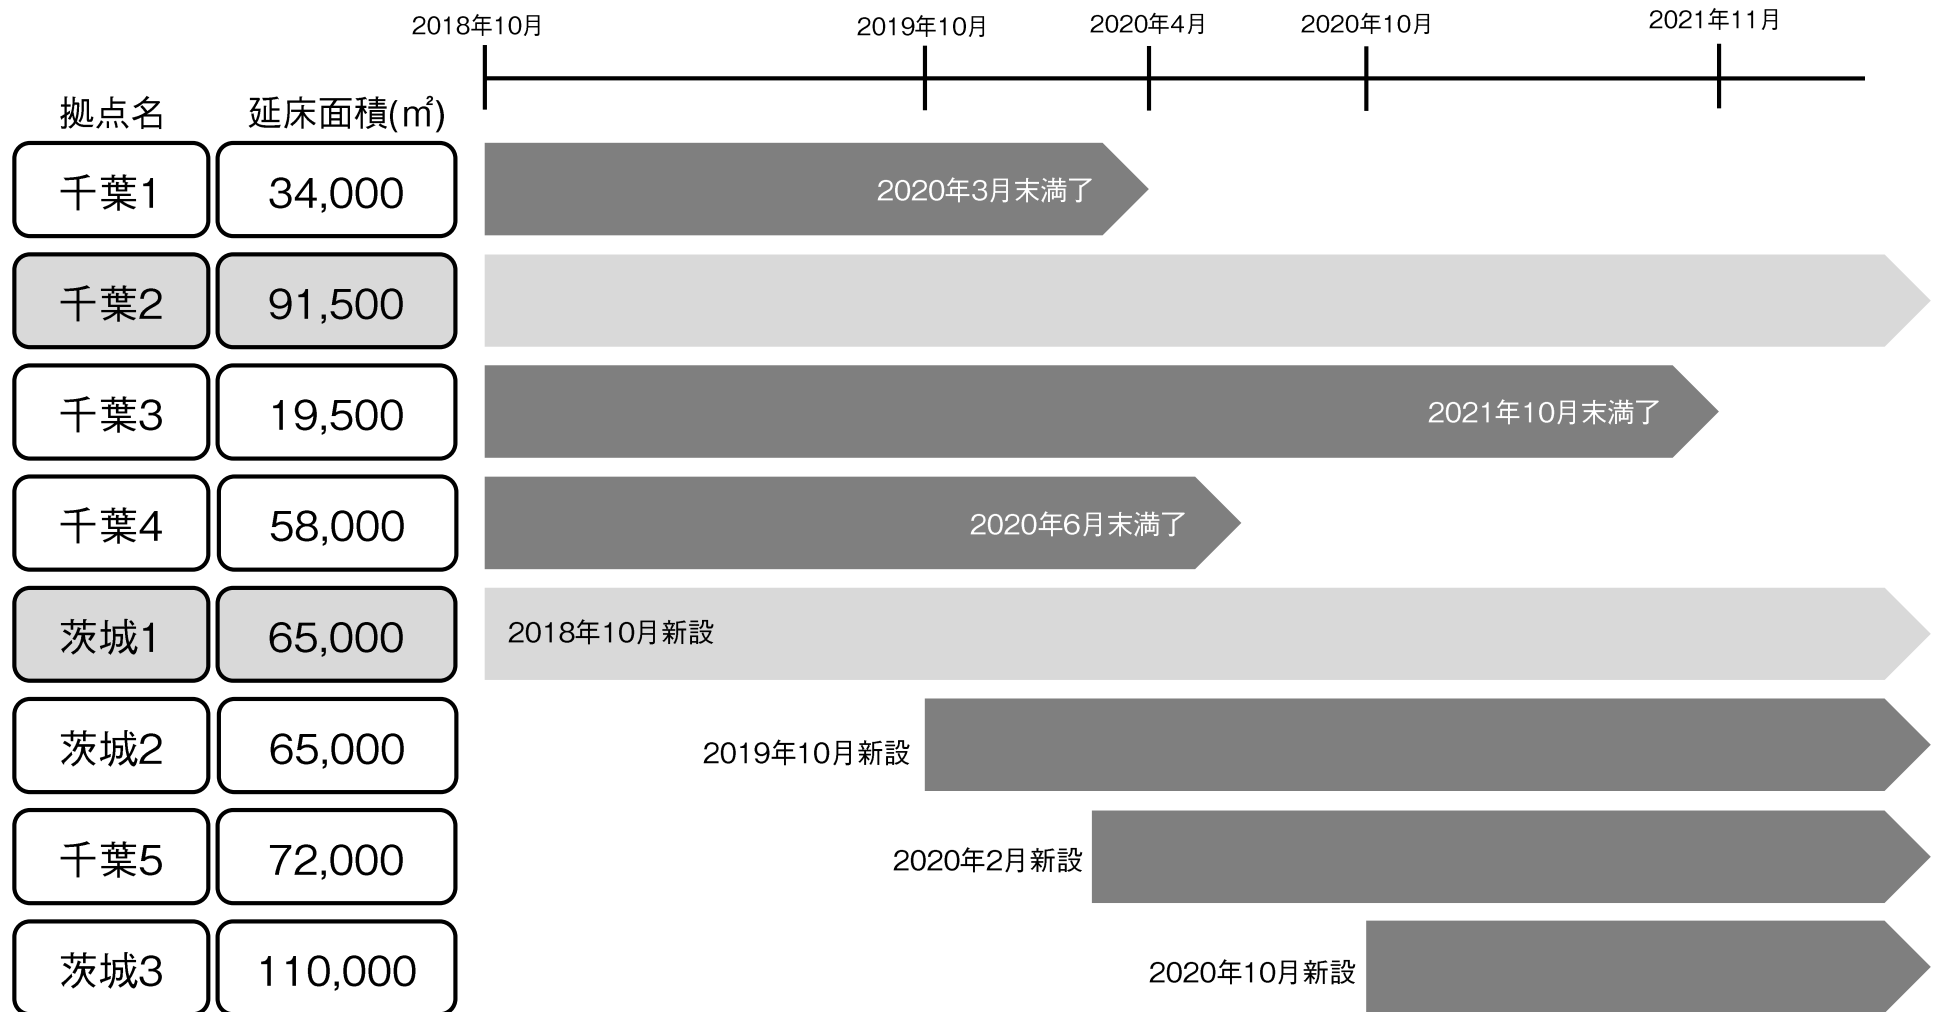 2018年10月 2019年10月 2020年4月 2020年10月 2021年11月
拠点名 延床面積(㎡)
千葉1 34,000 2020年3月末満了
千葉2 91,500
千葉3 19,500 2021年10月末満了
千葉4 58,000 2020年6月末満了
茨城1 65,000 2018年10月新設
茨城2 65,000 2019年10月新設
千葉5 72,000 2020年2月新設
茨城3 110,000 2020年10月新設